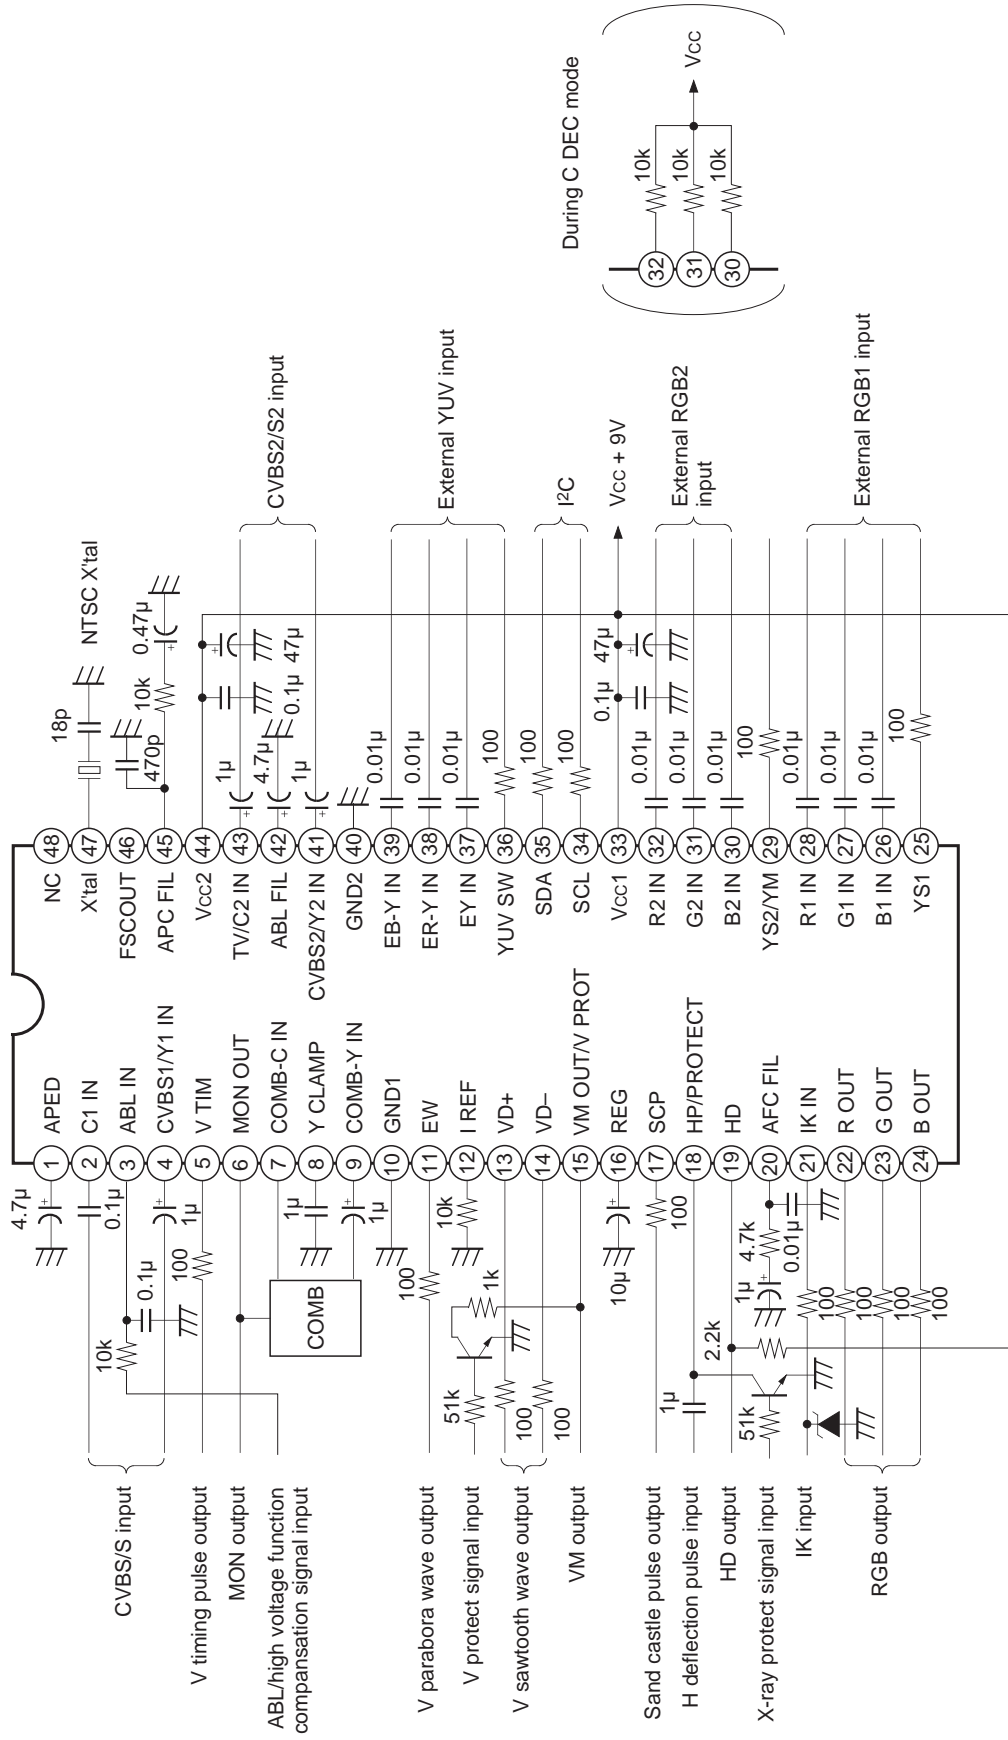 During C DEC mode
32
31
30
10k
10k
10k
VCC
NTSC X'tal
18p
470p
10k
0.47μ
+
0.1μ
+
47μ
CVBS2/S2 input
1μ
+
4.7μ
+
1μ
+
External YUV input
0.01μ
0.01μ
0.01μ
100
I²C
100
100
0.1μ
+
47μ
VCC + 9V
External RGB2
input
0.01μ
0.01μ
0.01μ
100
External RGB1 input
0.01μ
0.01μ
0.01μ
100
48 NC
47 X'tal
46 FSCOUT
45 APC FIL
44 VCC2
43 TV/C2 IN
42 ABL FIL
41 CVBS2/Y2 IN
40 GND2
39 EB-Y IN
38 ER-Y IN
37 EY IN
36 YUV SW
35 SDA
34 SCL
33 VCC1
32 R2 IN
31 G2 IN
30 B2 IN
29 YS2/YM
28 R1 IN
27 G1 IN
26 B1 IN
25 YS1
1 APED
2 C1 IN
3 ABL IN
4 CVBS1/Y1 IN
5 V TIM
6 MON OUT
7 COMB-C IN
8 Y CLAMP
9 COMB-Y IN
10 GND1
11 EW
12 I REF
13 VD+
14 VD–
15 VM OUT/V PROT
16 REG
17 SCP
18 HP/PROTECT
19 HD
20 AFC FIL
21 IK IN
22 R OUT
23 G OUT
24 B OUT
4.7μ
+
0.1μ
+
1μ
10k
0.1μ
100
COMB
1μ
+
1μ
100
10k
1k
51k
100
100
+
10μ
100
1μ
2.2k
51k
1μ
+
4.7k
0.01μ
100
100
100
100
CVBS/S input
V timing pulse output
MON output
ABL/high voltage function
compansation signal input
V parabora wave output
V protect signal input
V sawtooth wave output
VM output
Sand castle pulse output
H deflection pulse input
HD output
X-ray protect signal input
IK input
RGB output